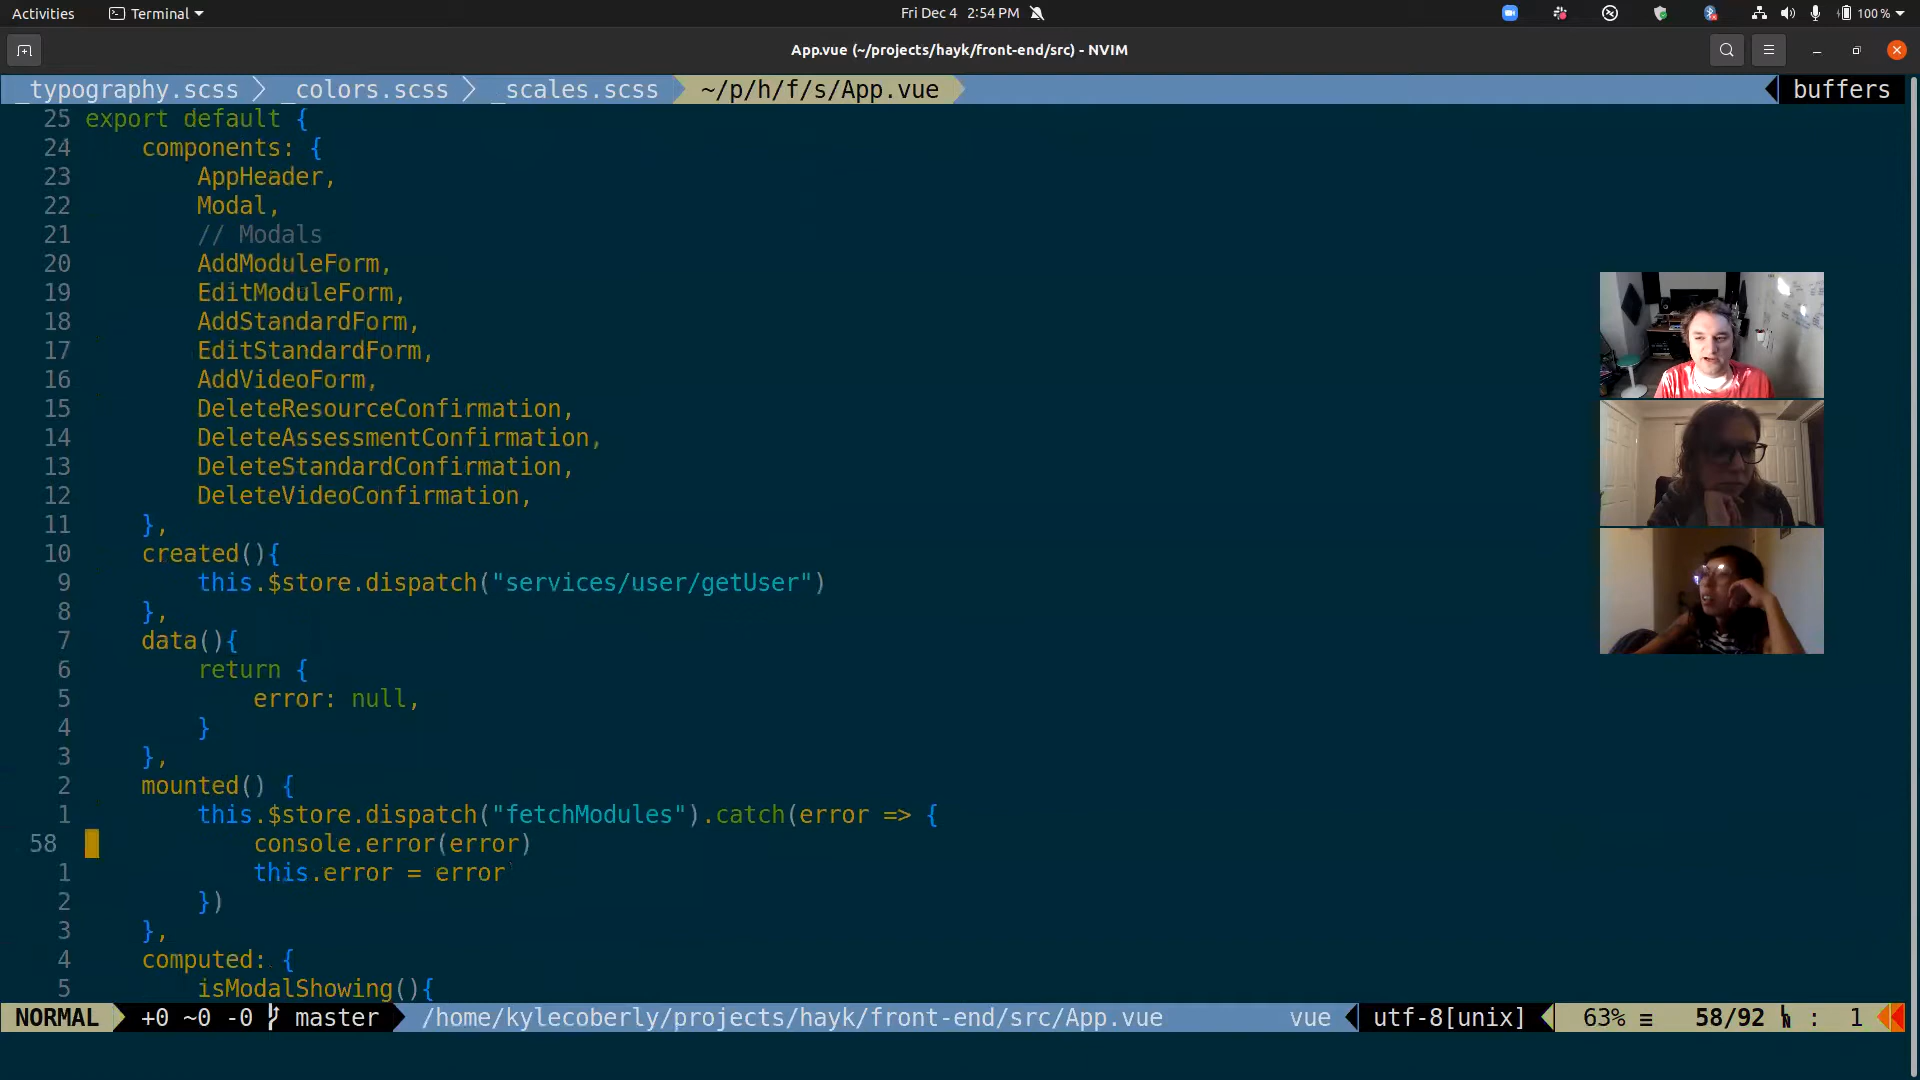 Activities Terminal Fri Dec 4 2:54 PM 100 %
App.vue (~/projects/hayk/front-end/src) - NVIM
_typography.scss _colors.scss _scales.scss ~/p/h/f/s/App.vue buffers
25 export default {
24 components: {
23 AppHeader,
22 Modal,
21 // Modals
20 AddModuleForm,
19 EditModuleForm,
18 AddStandardForm,
17 EditStandardForm,
16 AddVideoForm,
15 DeleteResourceConfirmation,
14 DeleteAssessmentConfirmation,
13 DeleteStandardConfirmation,
12 DeleteVideoConfirmation,
11 },
10 created(){
9 this.$store.dispatch("services/user/getUser")
8 },
7 data(){
6 return {
5 error: null,
4 }
3 },
2 mounted() {
1 this.$store.dispatch("fetchModules").catch(error => {
58 console.error(error)
1 this.error = error
2 })
3 },
4 computed: {
5 isModalShowing(){
NORMAL +0 ~0 -0 master /home/kylecoberly/projects/hayk/front-end/src/App.vue vue utf-8[unix] 63% ≡ 58/92 : 1